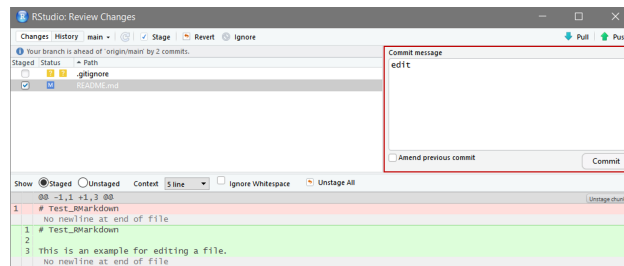 RStudio: Review Changes
Changes History main Stage Revert Ignore Pull Pus
Your branch is ahead of 'origin/main' by 2 commits.
Staged Status Path
? ? .gitignore
M README.md
Commit message
edit
Amend previous commit Commit
Show Staged Unstaged Context 5 line Ignore Whitespace Unstage All
@@ -1,1 +1,3 @@ Unstage chun
1 # Test_RMarkdown
No newline at end of file
1 # Test_RMarkdown
2
3 This is an example for editing a file.
No newline at end of file